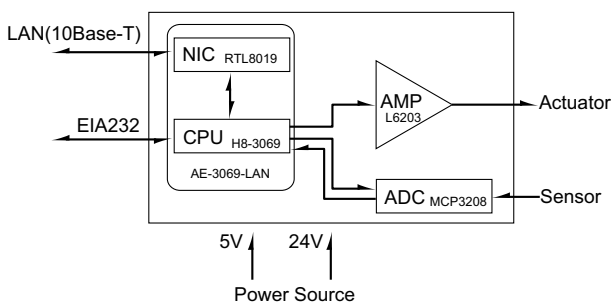 LAN(10Base-T)
NIC RTL8019
AMP
L6203
Actuator
EIA232
CPU H8-3069
AE-3069-LAN
ADC MCP3208
Sensor
5V 24V
Power Source